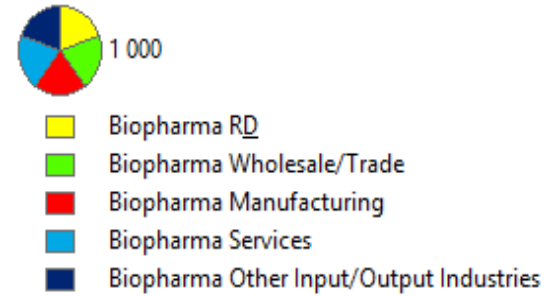 1 000
Biopharma RD
Biopharma Wholesale/Trade
Biopharma Manufacturing
Biopharma Services
Biopharma Other Input/Output Industries